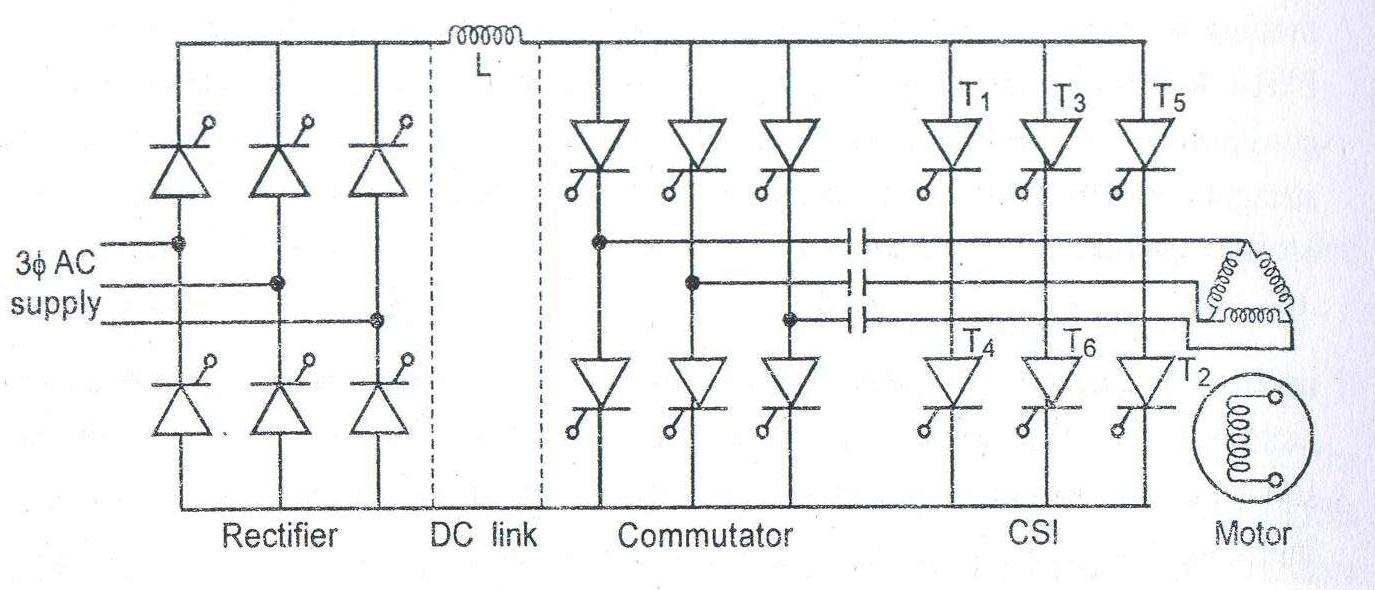 L
T1 T3 T5
3ϕ AC
supply
T4 T6 T2
Rectifier DC link Commutator CSI Motor